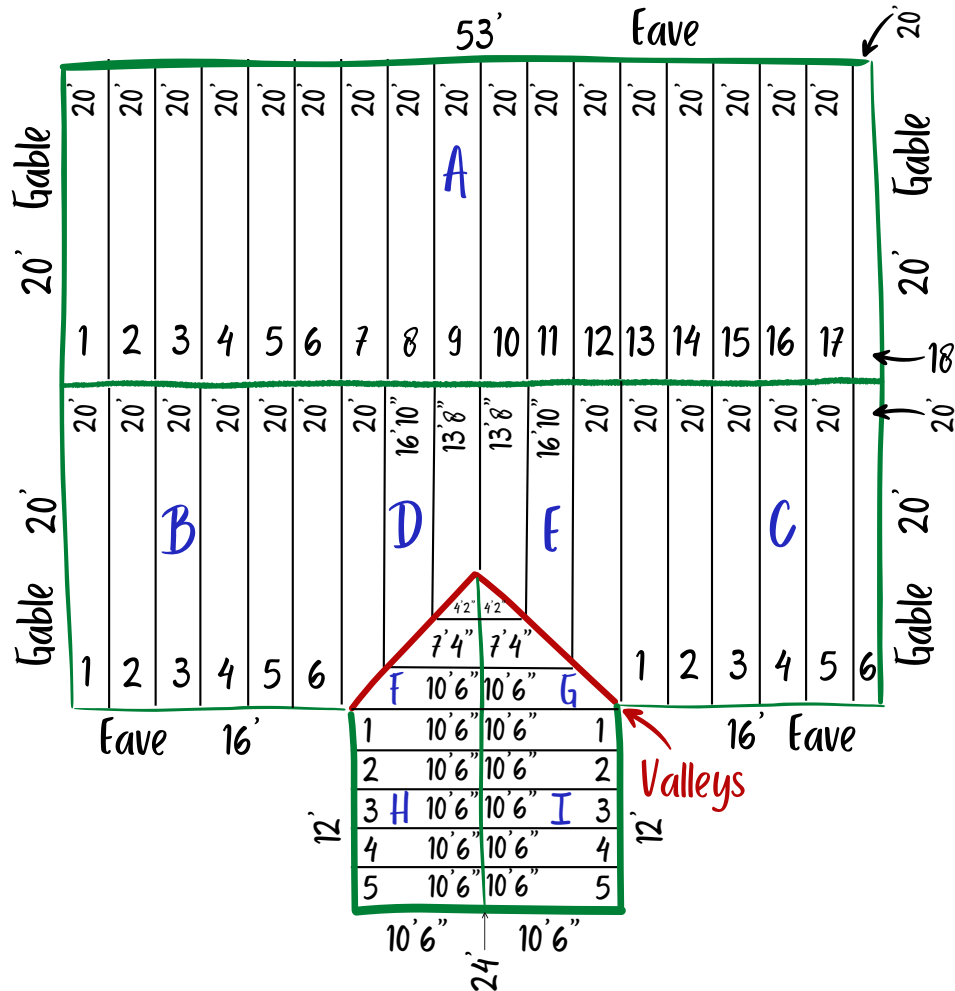 53' Eave 20'
20' 20' 20' 20' 20' 20' 20' 20' 20' 20' 20' 20' 20' 20' 20' 20' 20'
Gable A Gable
20' 20'
1 2 3 4 5 6 7 8 9 10 11 12 13 14 15 16 17 18
20' 20' 20' 20' 20' 20' 20' 16'10" 13'8" 13'8" 16'10" 20' 20' 20' 20' 20' 20' 20'
20' B D E C 20'
Gable Gable
4'2" 4'2"
7'4" 7'4"
1 2 3 4 5 6 1 2 3 4 5 6
F 10'6" 10'6" G
Eave 16' 16' Eave
1 10'6" 10'6" 1
2 10'6" 10'6" 2
Valleys
12' 3 H 10'6" 10'6" I 3 12'
4 10'6" 10'6" 4
5 10'6" 10'6" 5
10'6" 10'6"
24'